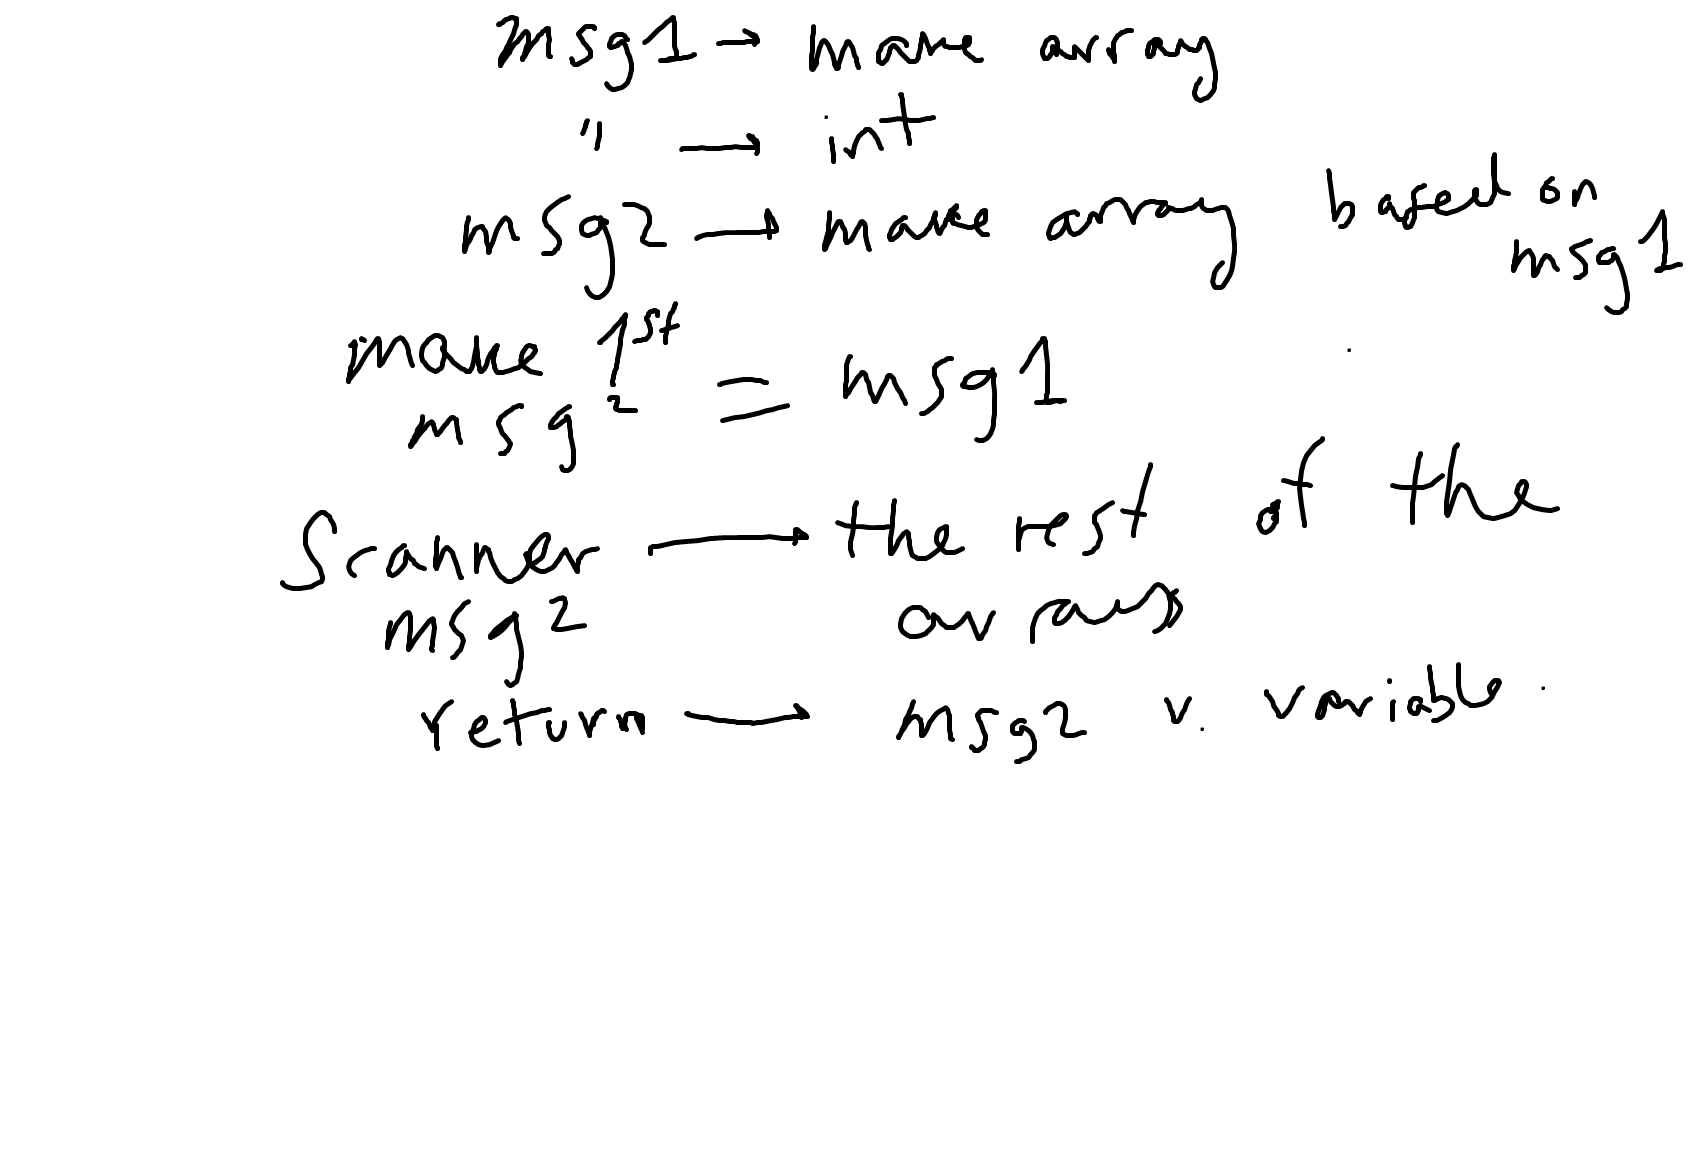 msg1 → make array
" → int
msg2 → make array based on
msg1
make 1st = msg1
msg2
Scanner → the rest of the
msg2 arrays
return → msg2 v. variable